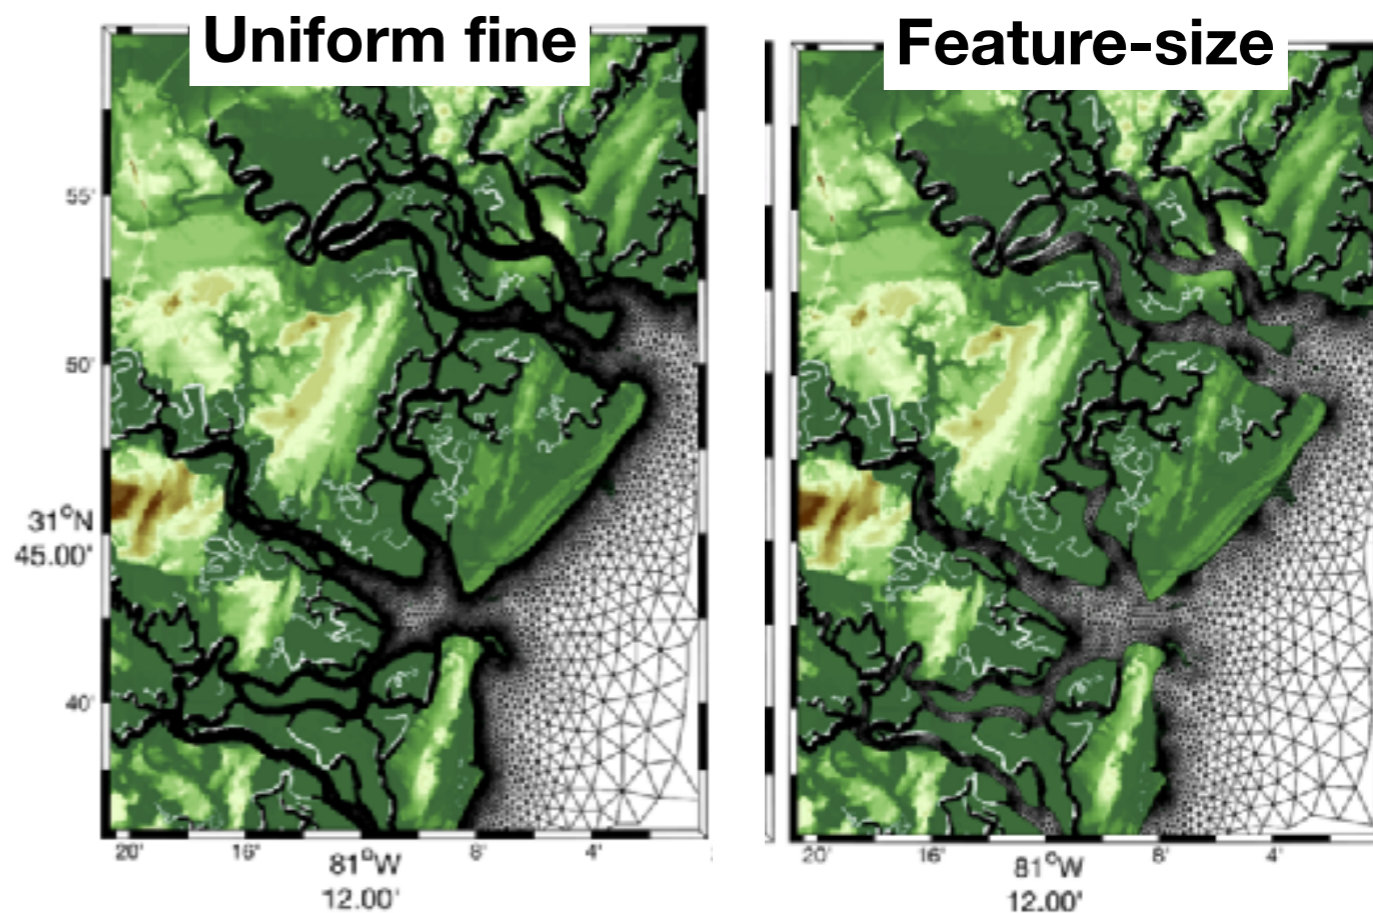 Uniform fine
Feature-size
55'
50'
31°N
45.00'
40'
20'
16'
81°W
12.00'
8'
4'
20'
16'
81°W
12.00'
8'
4'